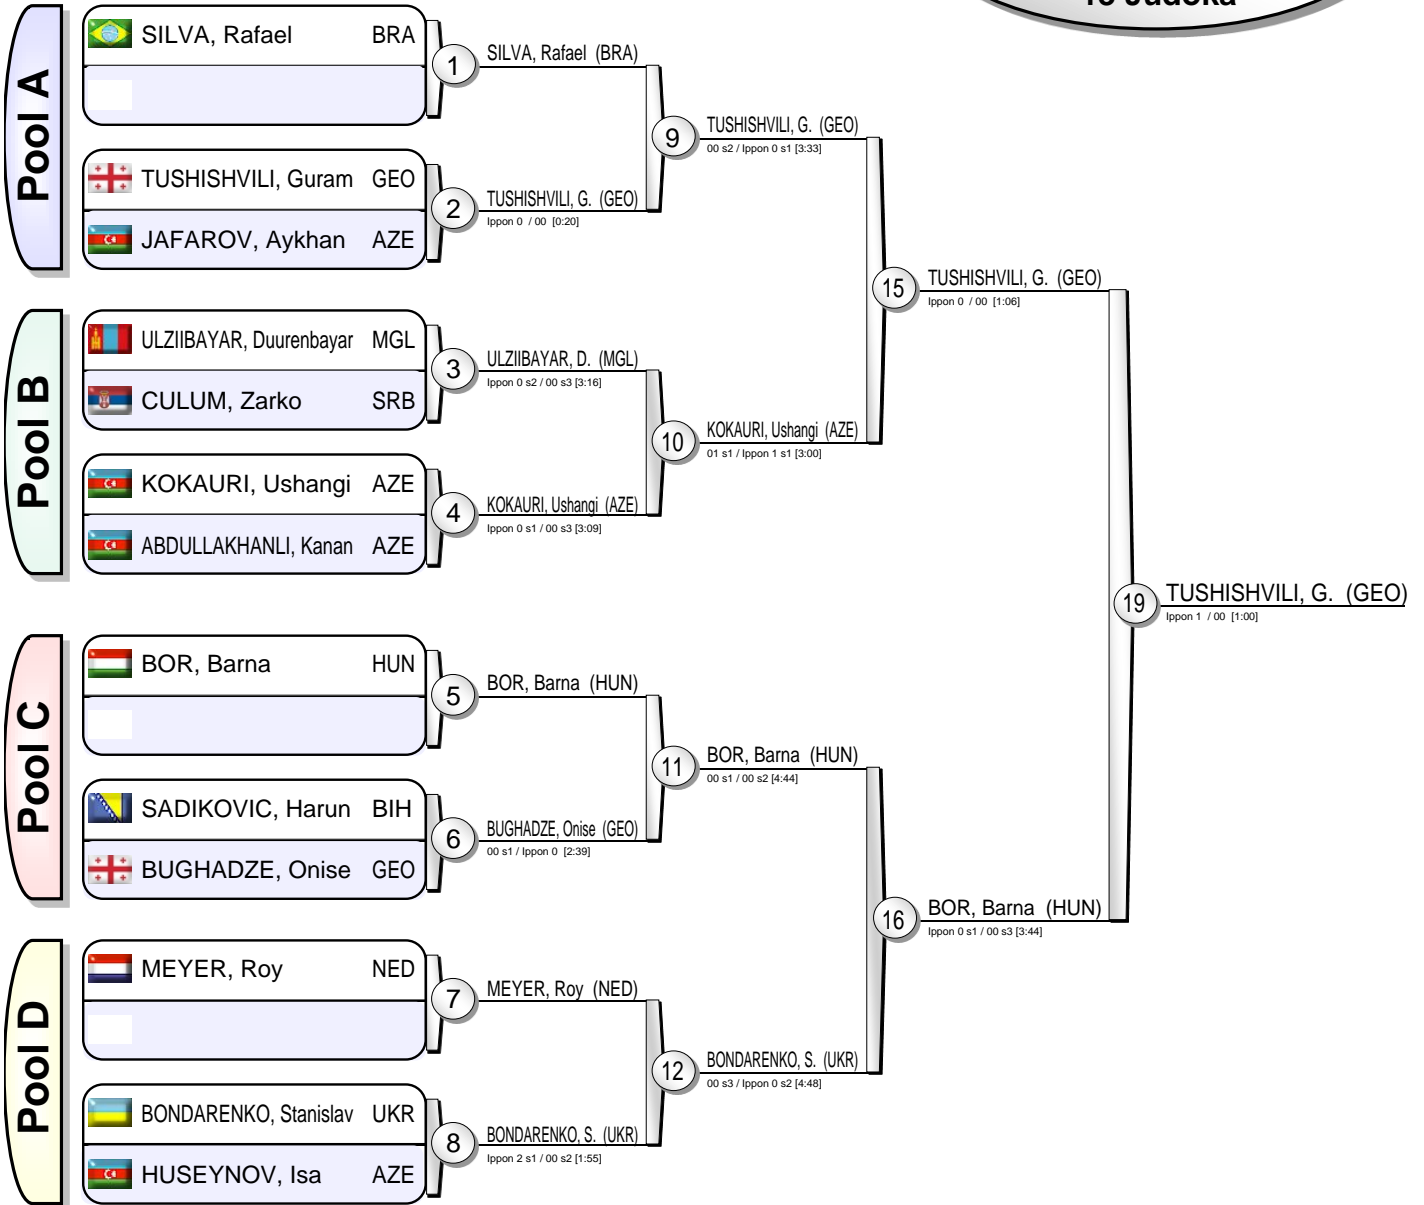 Pool A
SILVA, Rafael BRA
TUSHISHVILI, Guram GEO
JAFAROV, Aykhan AZE
Pool B
ULZIIBAYAR, Duurenbayar MGL
CULUM, Zarko SRB
KOKAURI, Ushangi AZE
ABDULLAKHANLI, Kanan AZE
Pool C
BOR, Barna HUN
SADIKOVIC, Harun BIH
BUGHADZE, Onise GEO
Pool D
MEYER, Roy NED
BONDARENKO, Stanislav UKR
HUSEYNOV, Isa AZE
1
SILVA, Rafael (BRA)
2
TUSHISHVILI, G. (GEO)
Ippon 0 / 00 [0:20]
3
ULZIIBAYAR, D. (MGL)
Ippon 0 s2 / 00 s3 [3:16]
4
KOKAURI, Ushangi (AZE)
Ippon 0 s1 / 00 s3 [3:09]
5
BOR, Barna (HUN)
6
BUGHADZE, Onise (GEO)
00 s1 / Ippon 0 [2:39]
7
MEYER, Roy (NED)
8
BONDARENKO, S. (UKR)
Ippon 2 s1 / 00 s2 [1:55]
9
TUSHISHVILI, G. (GEO)
00 s2 / Ippon 0 s1 [3:33]
10
KOKAURI, Ushangi (AZE)
01 s1 / Ippon 1 s1 [3:00]
11
BOR, Barna (HUN)
00 s1 / 00 s2 [4:44]
12
BONDARENKO, S. (UKR)
00 s3 / Ippon 0 s2 [4:48]
15
TUSHISHVILI, G. (GEO)
Ippon 0 / 00 [1:06]
16
BOR, Barna (HUN)
Ippon 0 s1 / 00 s3 [3:44]
19
TUSHISHVILI, G. (GEO)
Ippon 1 / 00 [1:00]
Judoka